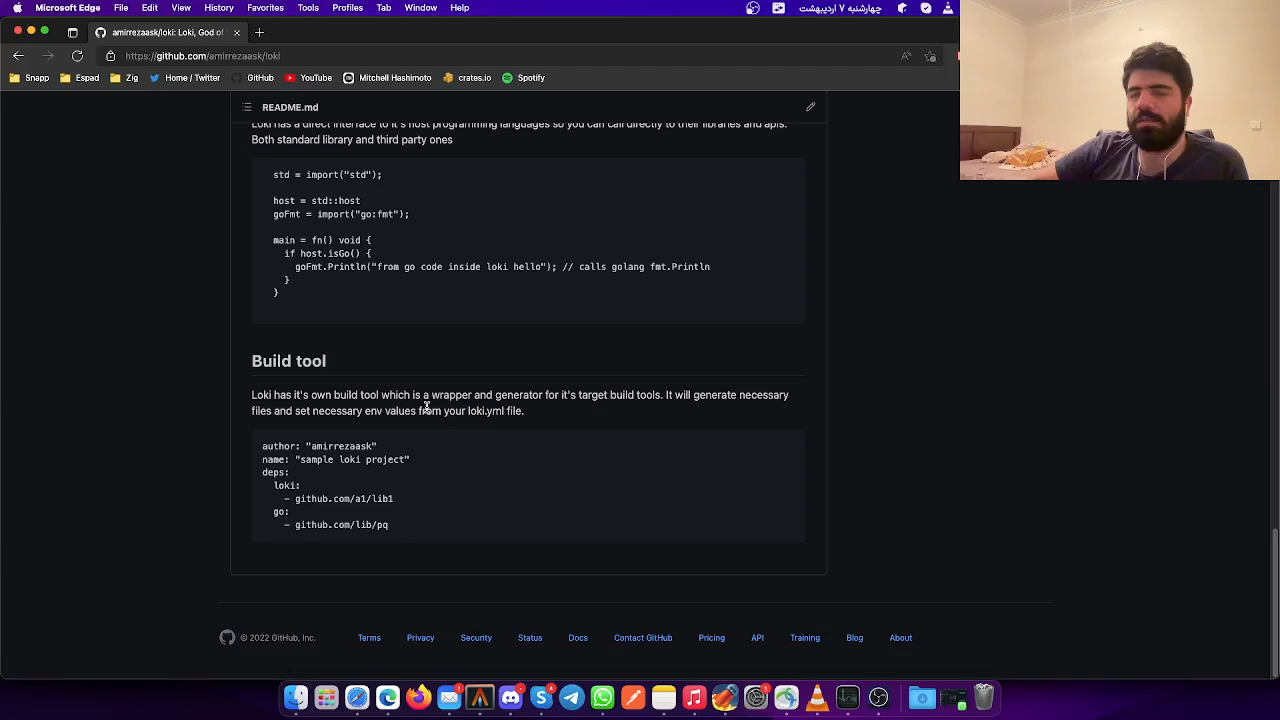 Microsoft Edge File Edit View History Favorites Tools Profiles Tab Window Help چهارشنبه ۷ اردیبهشت
amirrezaask/loki: Loki, God of
https://github.com/amirrezaask/loki
Snapp Espad Zig Home / Twitter GitHub YouTube Mitchell Hashimoto crates.io Spotify
README.md
Loki has a direct interface to it's host programming languages so you can call directly to their libraries and apis.
Both standard library and third party ones
std = import("std");
host = std::host
goFmt = import("go:fmt");
main = fn() void {
if host.isGo() {
goFmt.Println("from go code inside loki hello"); // calls golang fmt.Println
}
}
Build tool
Loki has it's own build tool which is a wrapper and generator for it's target build tools. It will generate necessary
files and set necessary env values from your loki.yml file.
author: "amirrezaask"
name: "sample loki project"
deps:
loki:
- github.com/a1/lib1
go:
- github.com/lib/pq
© 2022 GitHub, Inc. Terms Privacy Security Status Docs Contact GitHub Pricing API Training Blog About